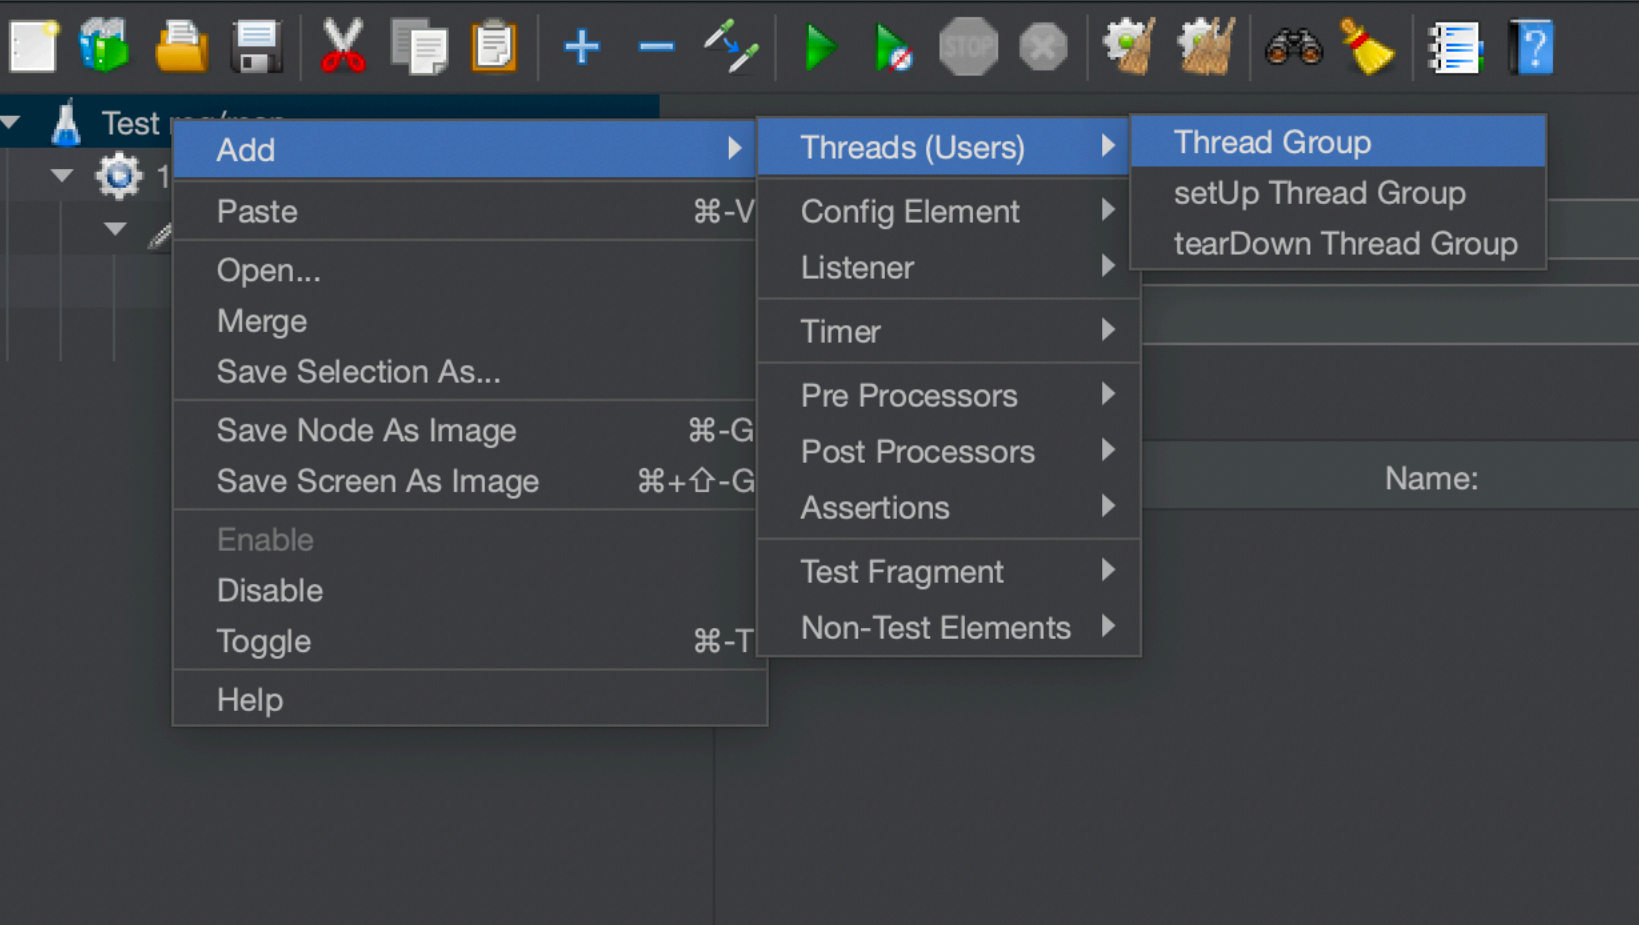 STOP
Test
1
Add
Paste ⌘-V
Open...
Merge
Save Selection As...
Save Node As Image ⌘-G
Save Screen As Image ⌘+⇧-G
Enable
Disable
Toggle ⌘-T
Help
Threads (Users)
Config Element
Listener
Timer
Pre Processors
Post Processors
Assertions
Test Fragment
Non-Test Elements
Thread Group
setUp Thread Group
tearDown Thread Group
Name: